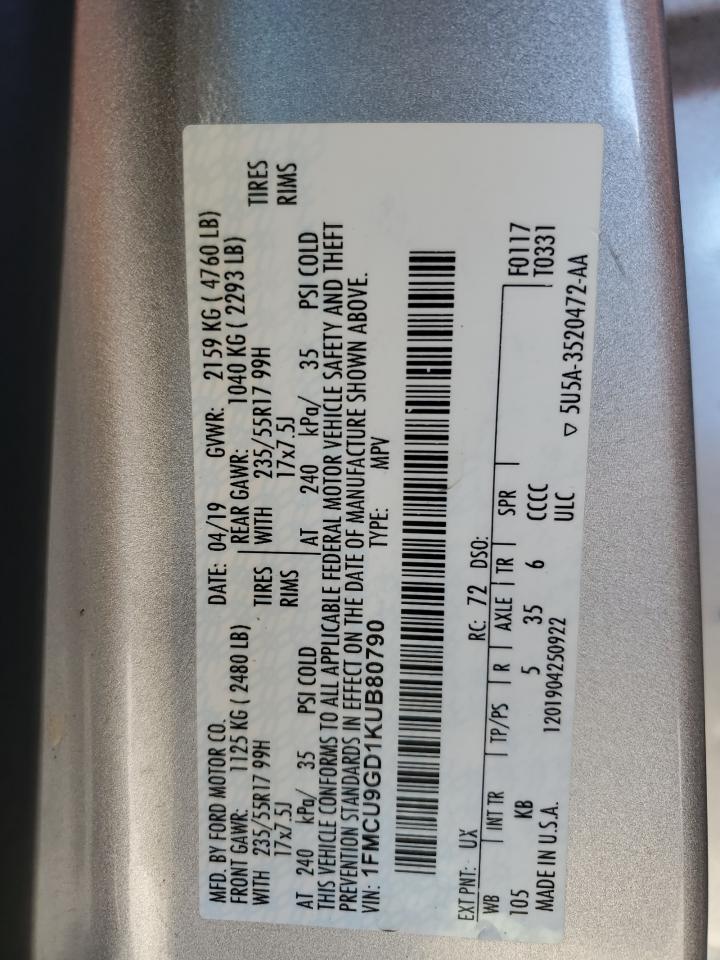 MFD. BY FORD MOTOR CO.
DATE: 04/19 GVWR: 2159 KG ( 4760 LB)
FRONT GAWR: 1125 KG ( 2480 LB)
REAR GAWR: 1040 KG ( 2293 LB)
WITH 235/55R17 99H TIRES
WITH 235/55R17 99H TIRES
17x7.5J RIMS
17x7.5J RIMS
AT 240 kPa/ 35 PSI COLD
AT 240 kPa/ 35 PSI COLD
THIS VEHICLE CONFORMS TO ALL APPLICABLE FEDERAL MOTOR VEHICLE SAFETY AND THEFT
PREVENTION STANDARDS IN EFFECT ON THE DATE OF MANUFACTURE SHOWN ABOVE.
VIN: 1FMCU9GD1KUB80790 TYPE: MPV
EXT PNT: UX RC: 72 DSO:
WB INT TR TP/PS R AXLE TR SPR F0117
T0331
105 KB 5 35 6 CCCC
MADE IN U.S.A. 1201904250922 ULC ▽ 5U5A-3520472-AA